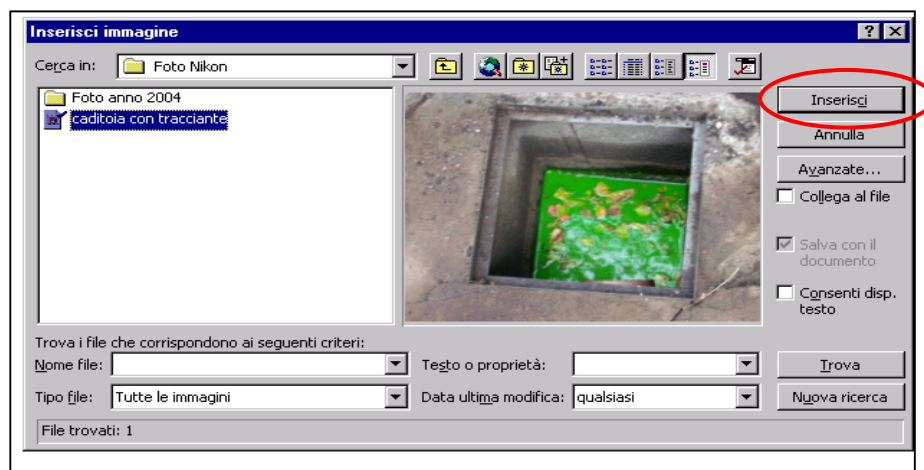 Inserisci immagine
Cerca in: Foto Nikon
Foto anno 2004
caditoia con tracciante
Inserisci
Annulla
Avanzate...
Collega al file
Salva con il
documento
Consenti disp.
testo
Trova i file che corrispondono ai seguenti criteri:
Nome file: Testo o proprietà: Trova
Tipo file: Tutte le immagini Data ultima modifica: qualsiasi Nuova ricerca
File trovati: 1